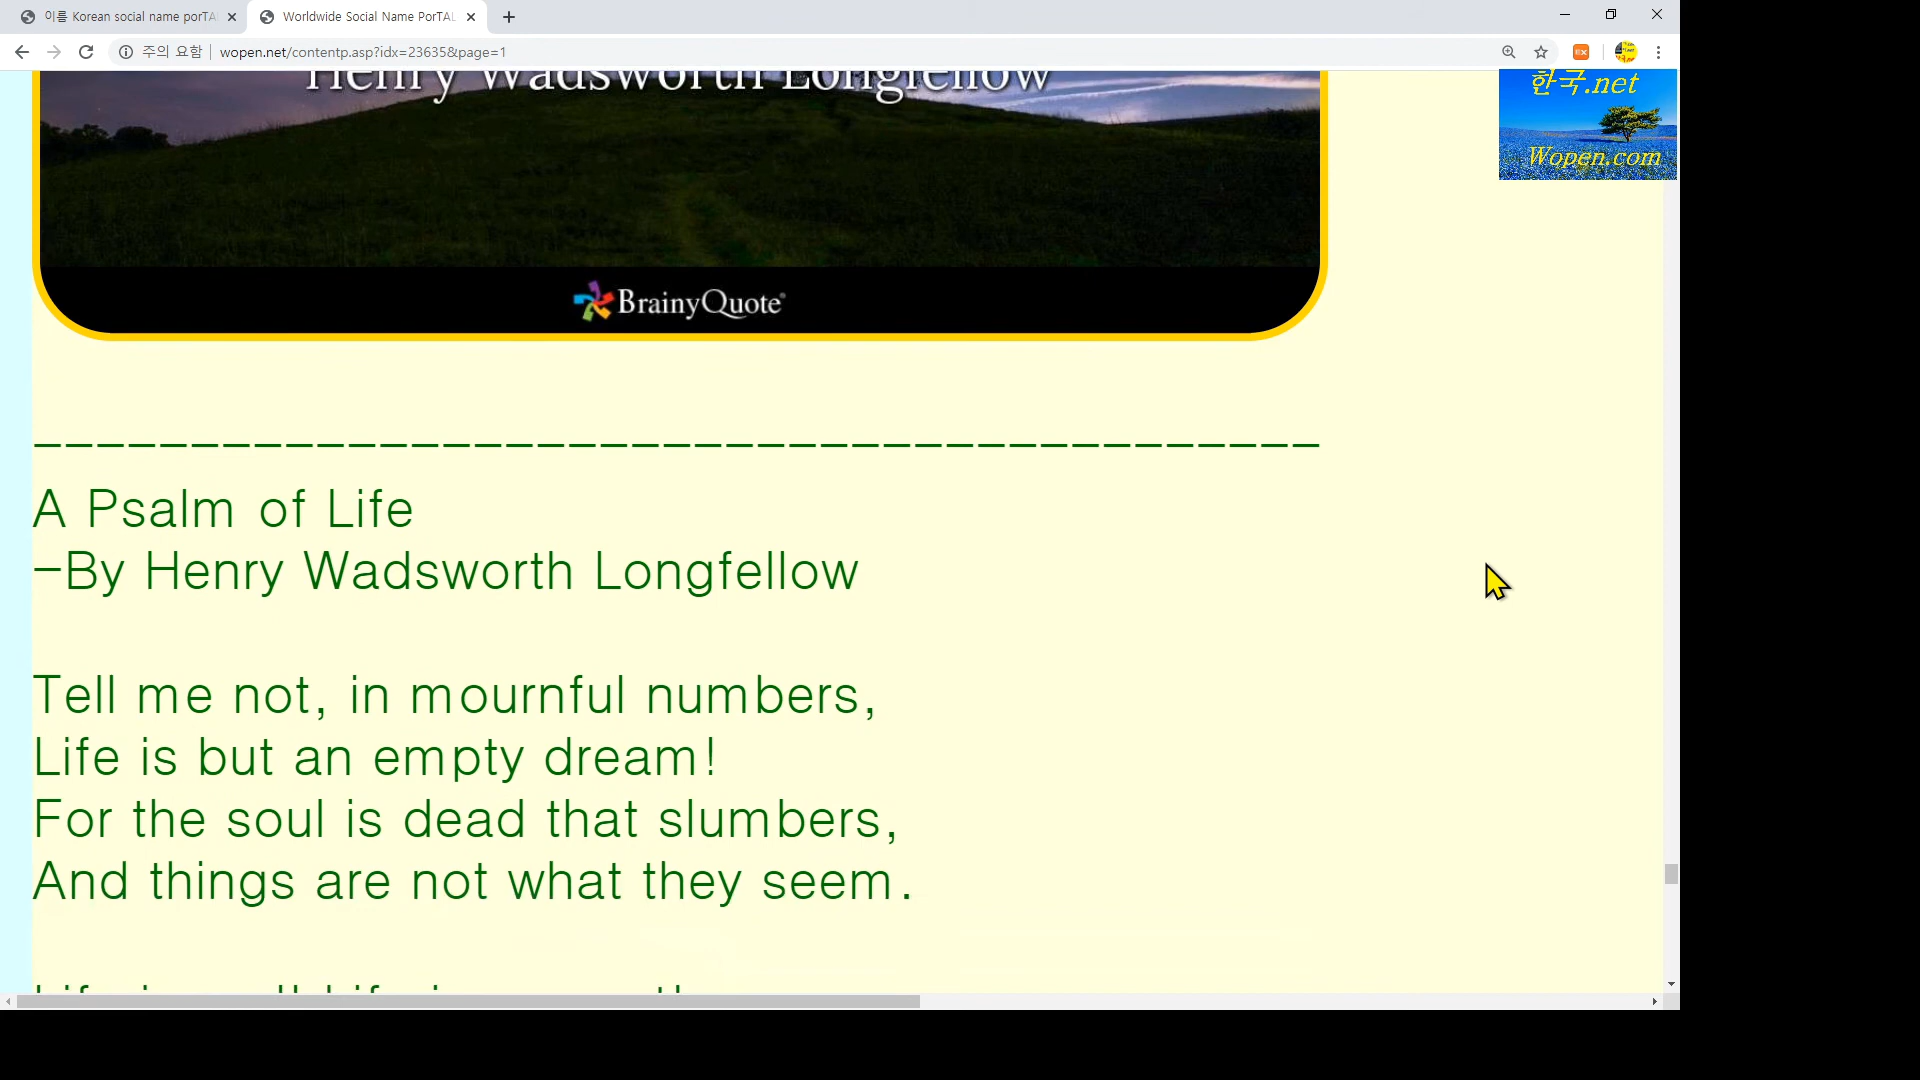 이름 Korean social name porTA
Worldwide Social Name PorTAL
주의 요함
wopen.net/contentp.asp?idx=23635&page=1
Henry Wadsworth Longfellow
한국.net
Wopen.com
BrainyQuote
-----------------------------------------
A Psalm of Life
-By Henry Wadsworth Longfellow
Tell me not, in mournful numbers,
Life is but an empty dream!
For the soul is dead that slumbers,
And things are not what they seem.